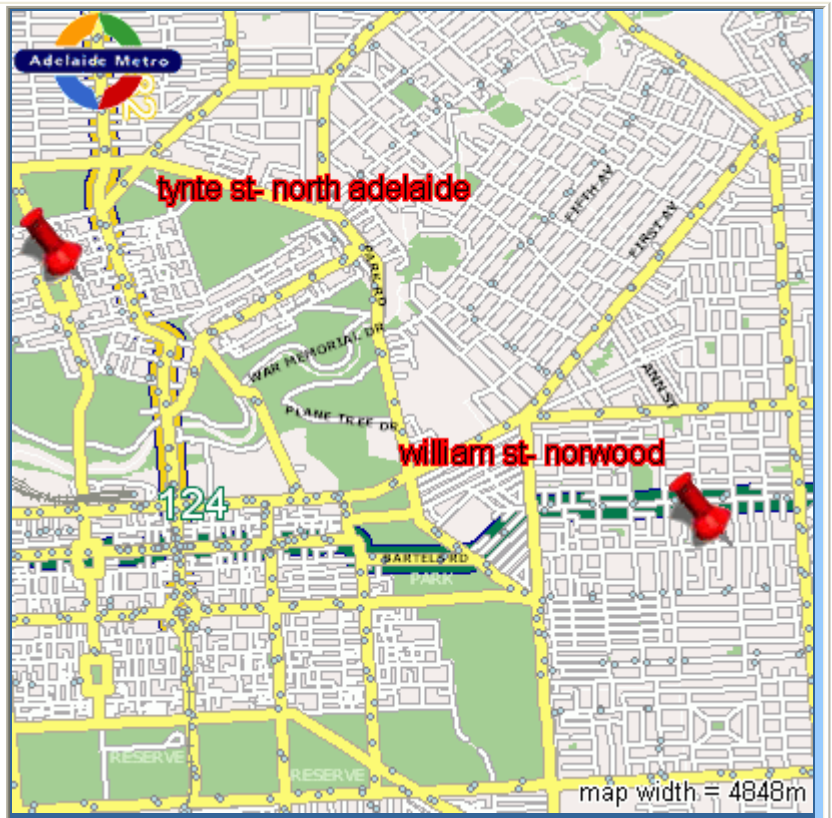 Adelaide Metro
tynte st- north adelaide
FIFTH AV
FIRST AV
PARK RD
WAR MEMORIAL DR
ANN ST
PLANE TREE DR
william st- norwood
124
BARTELS RD
PARK
RESERVE
RESERVE
map width = 4848m